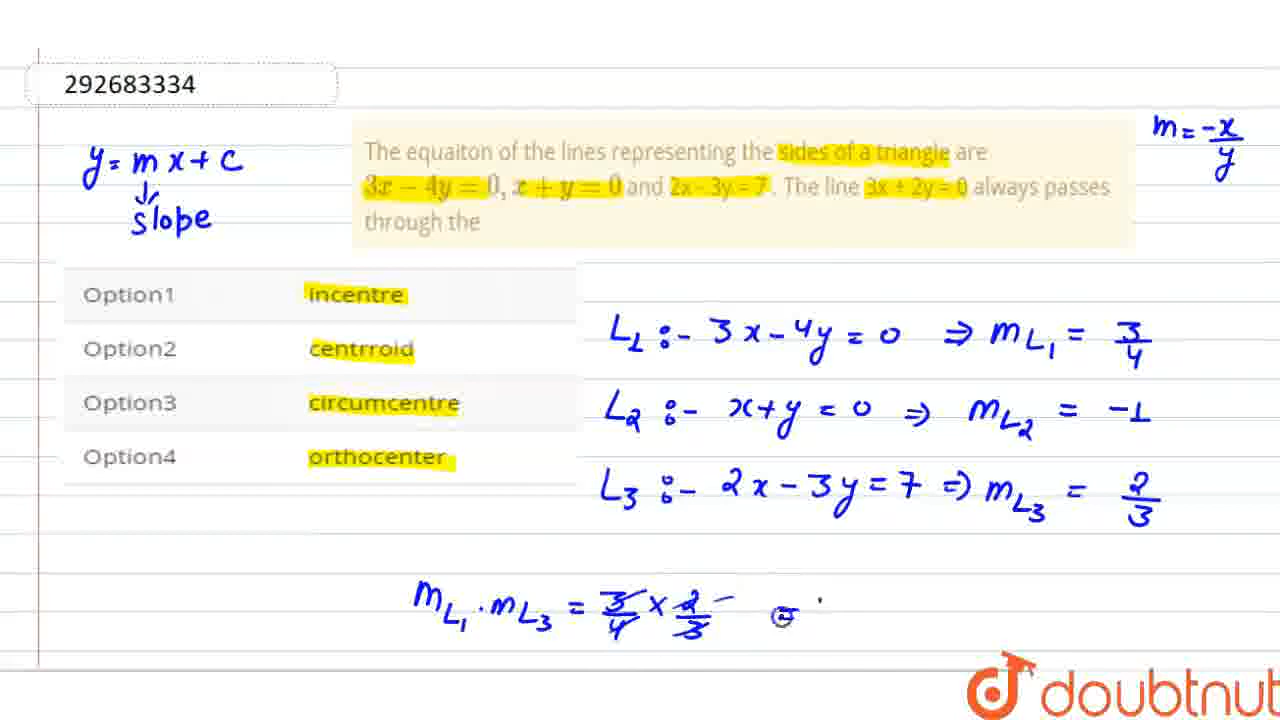 292683334
y = mx + c
slope
m = -x/y
The equaiton of the lines representing the sides of a triangle are
3x − 4y = 0, x + y = 0 and 2x - 3y = 7 . The line 3x + 2y = 0 always passes
through the
Option1 incentre
Option2 centrroid
Option3 circumcentre
Option4 orthocenter
L1 :- 3x - 4y = 0 ⇒ mL1 = 3/4
L2 :- x + y = 0 ⇒ mL2 = -1
L3 :- 2x - 3y = 7 ⇒ mL3 = 2/3
mL1 . mL3 = 3/4 × 2/3 =
doubtnut